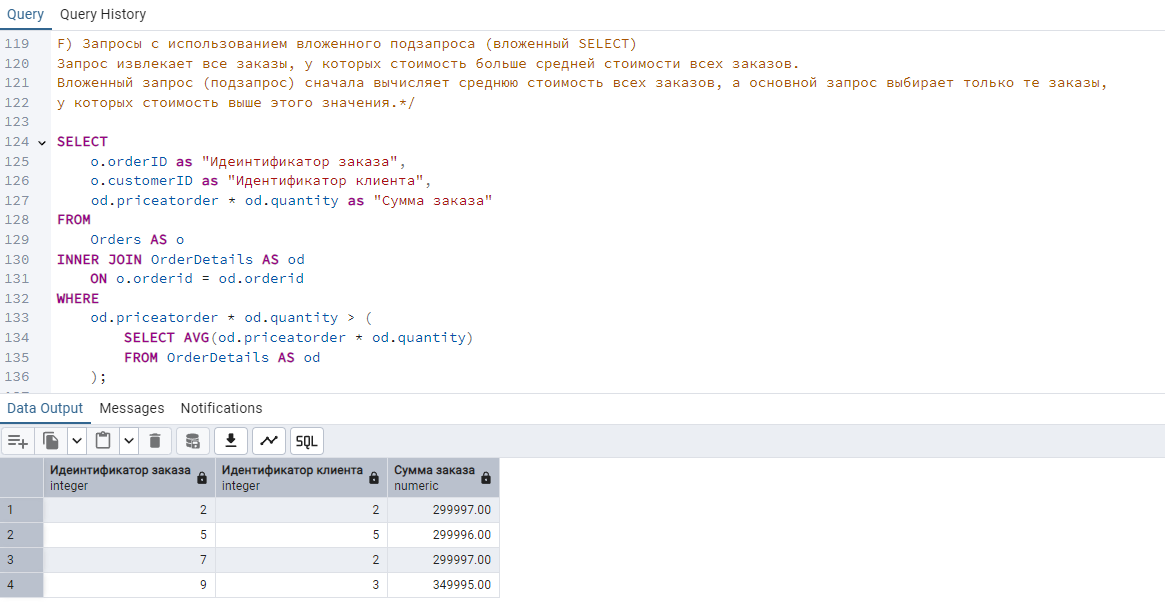 Query Query History
119 F) Запросы с использованием вложенного подзапроса (вложенный SELECT)
120 Запрос извлекает все заказы, у которых стоимость больше средней стоимости всех заказов.
121 Вложенный запрос (подзапрос) сначала вычисляет среднюю стоимость всех заказов, а основной запрос выбирает только те заказы,
122 у которых стоимость выше этого значения.*/
123
124 SELECT
125 o.orderID as "Идеинтификатор заказа",
126 o.customerID as "Идентификатор клиента",
127 od.priceatorder * od.quantity as "Сумма заказа"
128 FROM
129 Orders AS o
130 INNER JOIN OrderDetails AS od
131 ON o.orderid = od.orderid
132 WHERE
133 od.priceatorder * od.quantity > (
134 SELECT AVG(od.priceatorder * od.quantity)
135 FROM OrderDetails AS od
136 );
Data Output Messages Notifications
SQL
Идеинтификатор заказа Идентификатор клиента Сумма заказа
integer integer numeric
1 2 2 299997.00
2 5 5 299996.00
3 7 2 299997.00
4 9 3 349995.00